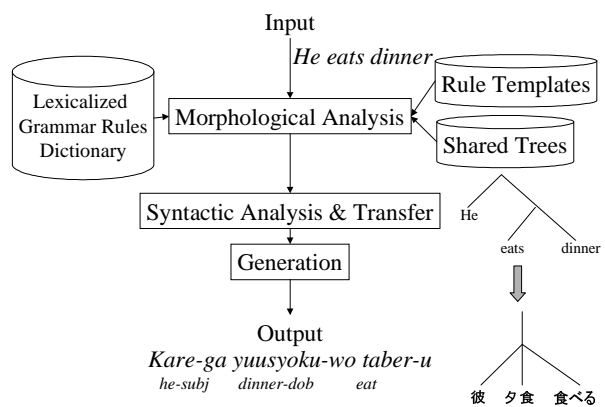 Input
He eats dinner
Lexicalized
Grammar Rules
Dictionary
Morphological Analysis
Rule Templates
Shared Trees
Syntactic Analysis & Transfer
Generation
Output
Kare-ga yuusyoku-wo taber-u
he-subj dinner-dob eat
He
eats dinner
彼 夕食 食べる